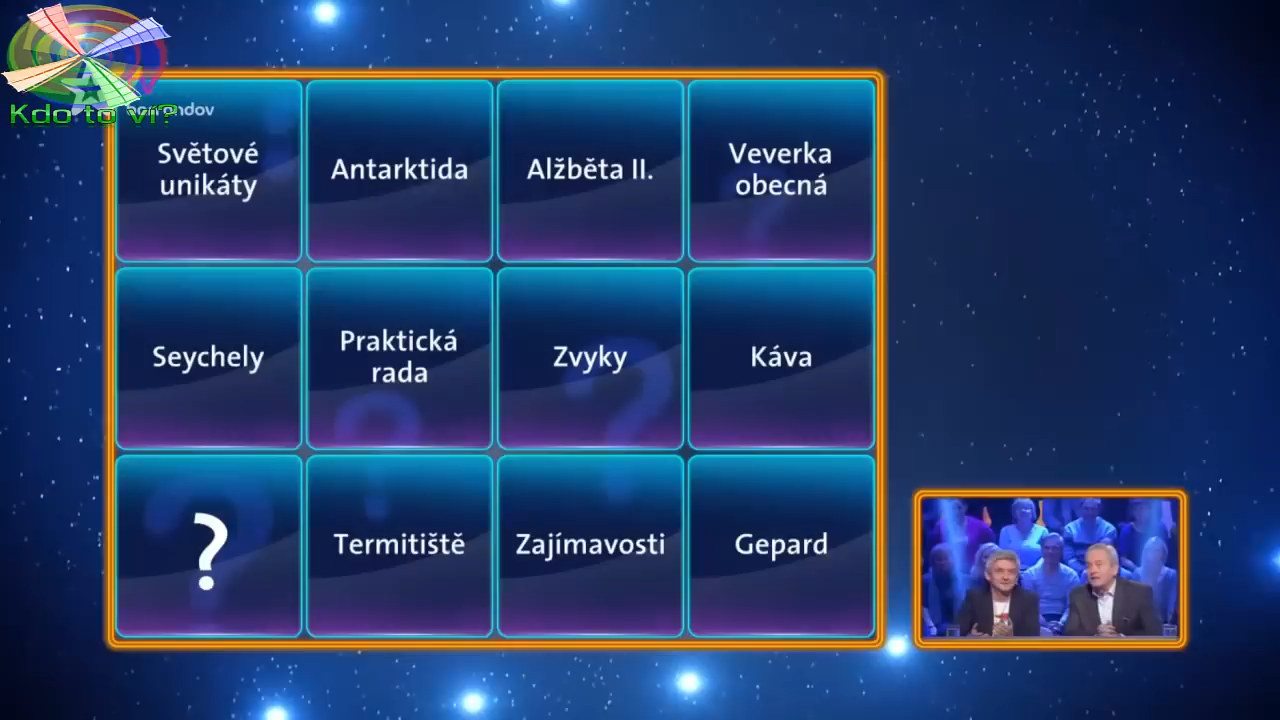 Kdo to ví?
Světové
unikáty
Antarktida
Alžběta II.
Veverka
obecná
Seychely
Praktická
rada
Zvyky
Káva
?
Termitiště
Zajímavosti
Gepard